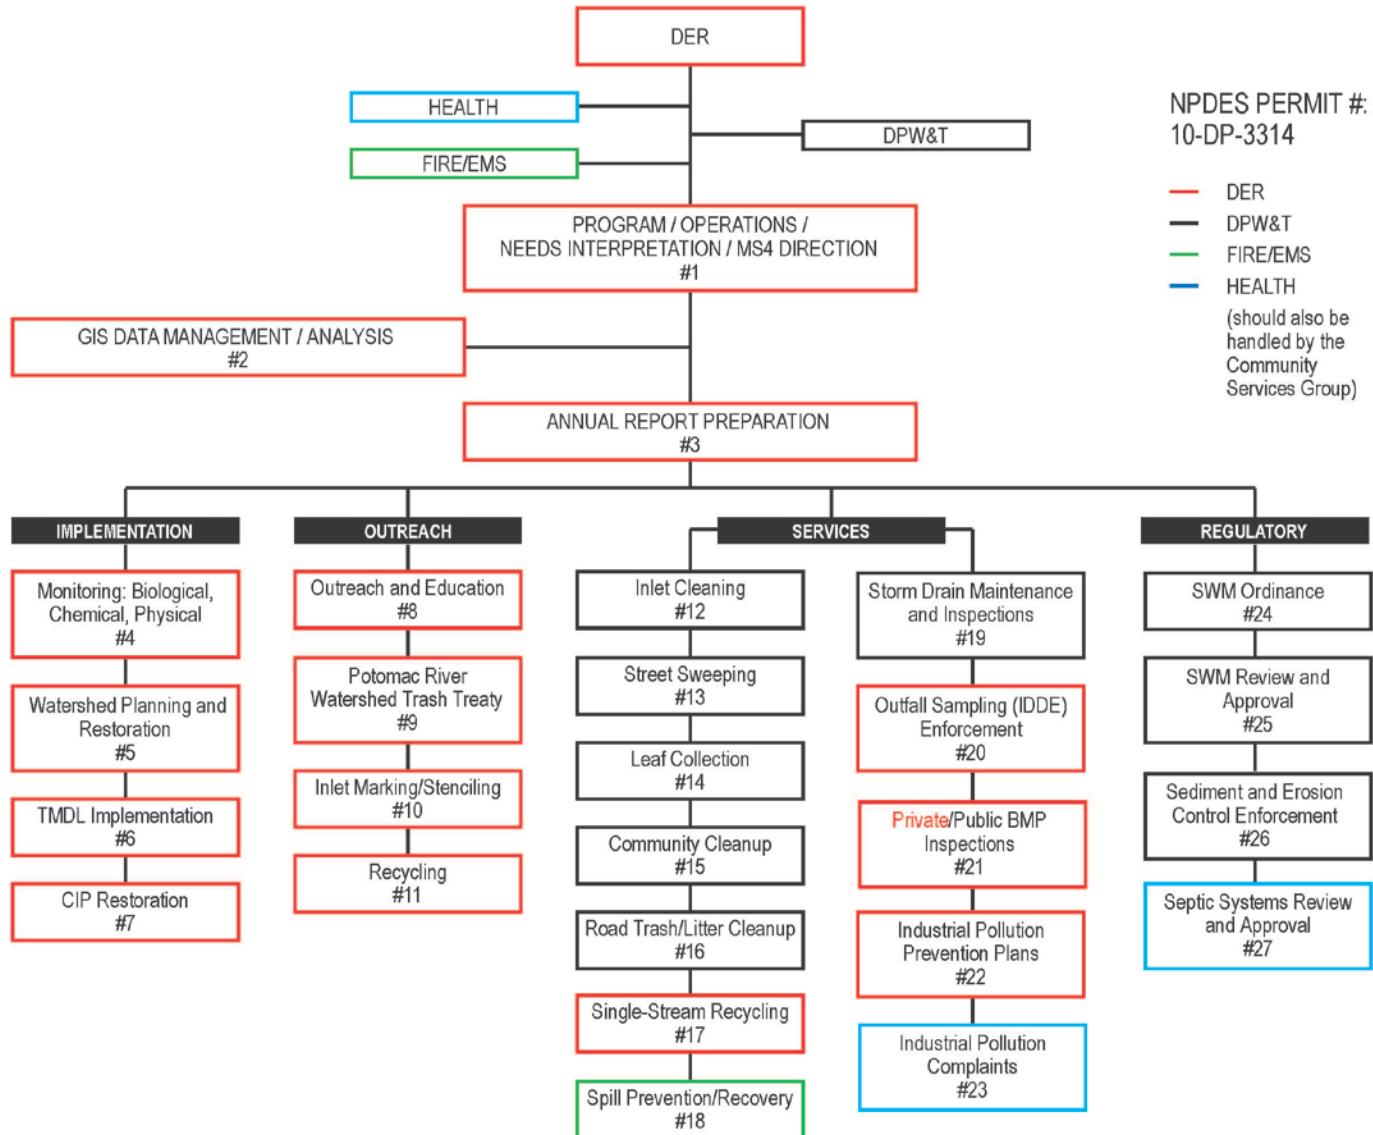 DER
HEALTH
DPW&T
FIRE/EMS
NPDES PERMIT #:
10-DP-3314
DER
DPW&T
FIRE/EMS
HEALTH
(should also be
handled by the
Community
Services Group)
PROGRAM / OPERATIONS /
NEEDS INTERPRETATION / MS4 DIRECTION
#1
GIS DATA MANAGEMENT / ANALYSIS
#2
ANNUAL REPORT PREPARATION
#3
IMPLEMENTATION
Monitoring: Biological,
Chemical, Physical
#4
Watershed Planning and
Restoration
#5
TMDL Implementation
#6
CIP Restoration
#7
OUTREACH
Outreach and Education
#8
Potomac River
Watershed Trash Treaty
#9
Inlet Marking/Stenciling
#10
Recycling
#11
SERVICES
Inlet Cleaning
#12
Street Sweeping
#13
Leaf Collection
#14
Community Cleanup
#15
Road Trash/Litter Cleanup
#16
Single-Stream Recycling
#17
Spill Prevention/Recovery
#18
Storm Drain Maintenance
and Inspections
#19
Outfall Sampling (IDDE)
Enforcement
#20
Private/Public BMP
Inspections
#21
Industrial Pollution
Prevention Plans
#22
Industrial Pollution
Complaints
#23
REGULATORY
SWM Ordinance
#24
SWM Review and
Approval
#25
Sediment and Erosion
Control Enforcement
#26
Septic Systems Review
and Approval
#27